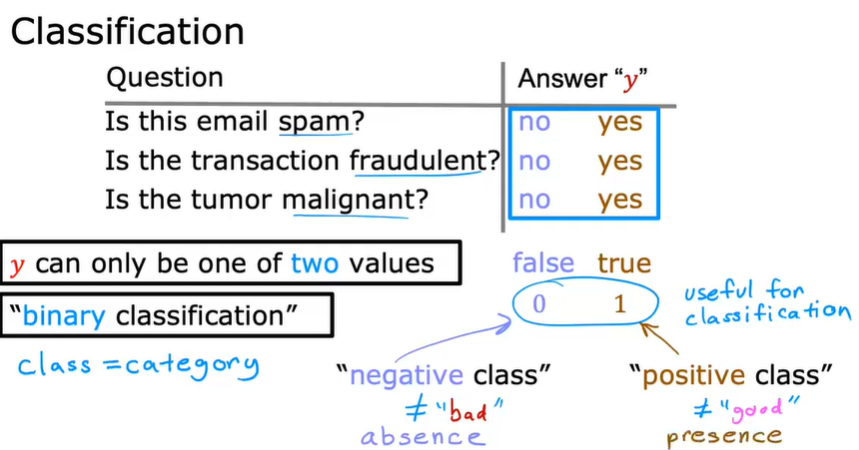 Classification
Question Answer “y”
Is this email spam? no yes
Is the transaction fraudulent? no yes
Is the tumor malignant? no yes
y can only be one of two values false true
“binary classification” 0 1 useful for classification
class = category
“negative class” “positive class”
≠ "bad" ≠ "good"
absence presence